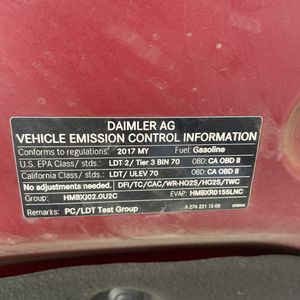 DAIMLER AG
VEHICLE EMISSION CONTROL INFORMATION
Conforms to regulations: 2017 MY Fuel: Gasoline
U.S. EPA Class/ stds.: LDT 2/ Tier 3 BIN 70 OBD: CA OBD II
California Class/ stds.: LDT/ ULEV 70 OBD: CA OBD II
No adjustments needed. DFI/TC/CAC/WR-HO2S/HO2S/TWC
Group: HMBXJ02.0U2C EVAP: HMBXR0155LNC
Remarks: PC/LDT Test Group A 274 221 15 00